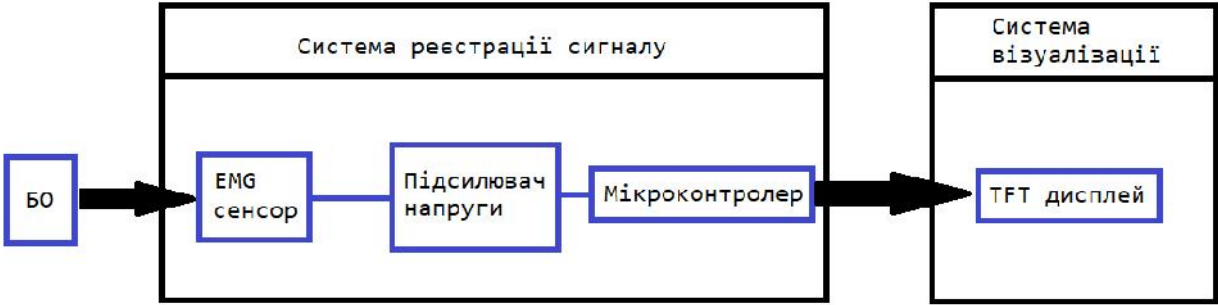 Система реєстрації сигналу
Система
візуалізації
БО
EMG
сенсор
Підсилювач
напруги
Мікроконтролер
TFT дисплей